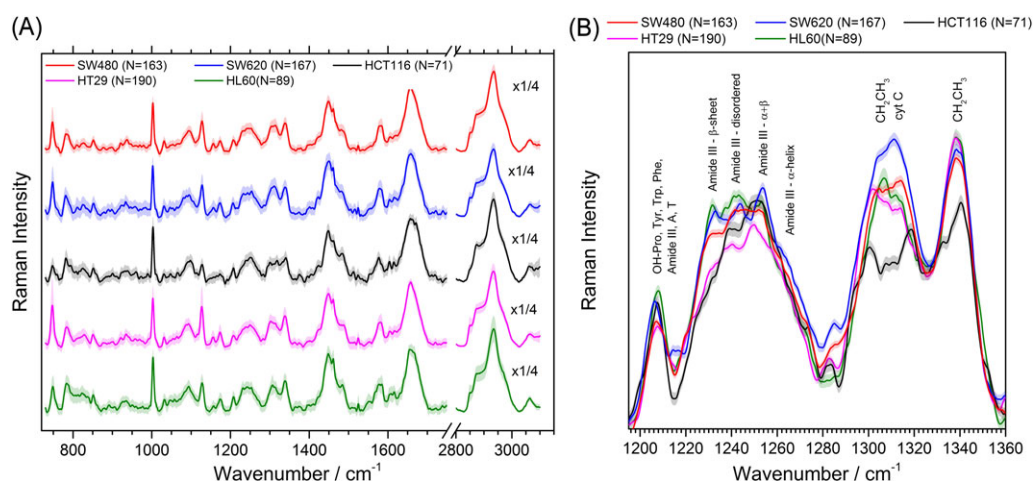 (A)
SW480 (N=163) SW620 (N=167) HCT116 (N=71)
HT29 (N=190) HL60(N=89)
x1/4
x1/4
x1/4
x1/4
x1/4
Raman Intensity
800 1000 1200 1400 1600 3000
Wavenumber / cm-1
(B)
SW480 (N=163) SW620 (N=167) HCT116 (N=71)
HT29 (N=190) HL60(N=89)
OH-Pro, Tyr, Trp, Phe,
Amide III, A, T
Amide III - β-sheet
Amide III - disordered
Amide III - α+β
Amide III - α-helix
CH2CH3
cyt C
CH2CH3
Raman Intensity
1200 1220 1240 1260 1280 1300 1320 1340 1360
Wavenumber / cm-1